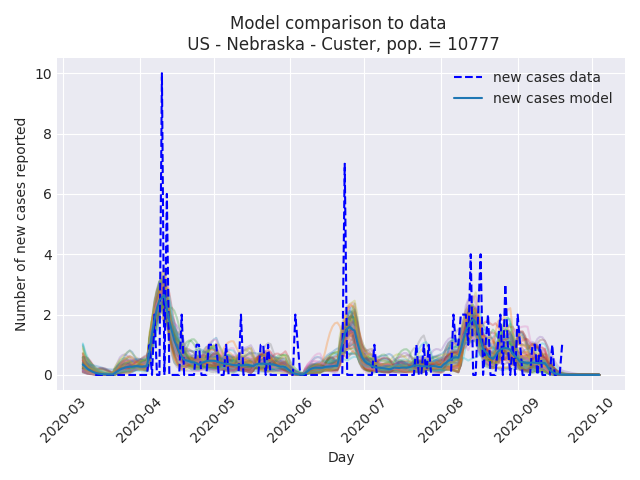 Model comparison to data
US - Nebraska - Custer, pop. = 10777
new cases data
new cases model
Number of new cases reported
10
8
6
4
2
0
2020-03
2020-04
2020-05
2020-06
2020-07
2020-08
2020-09
2020-10
Day